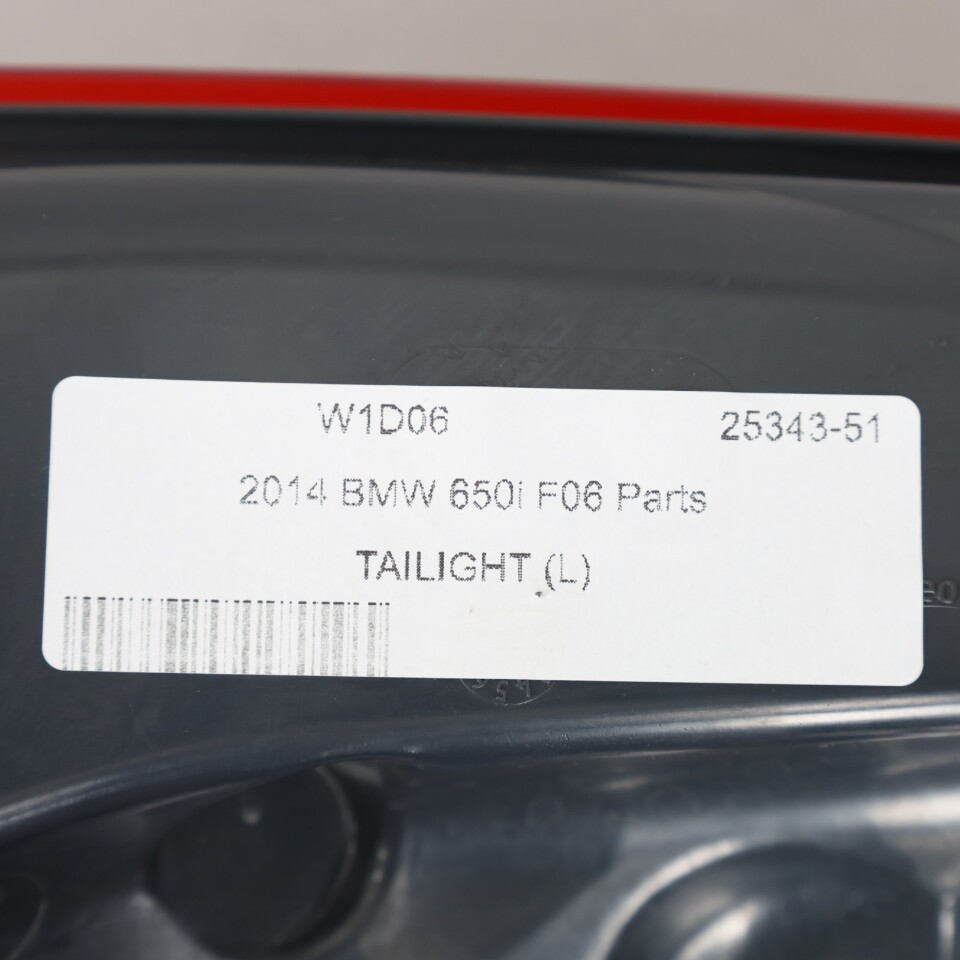 W1D06 25343-51
2014 BMW 650i F06 Parts
TAILIGHT (L)